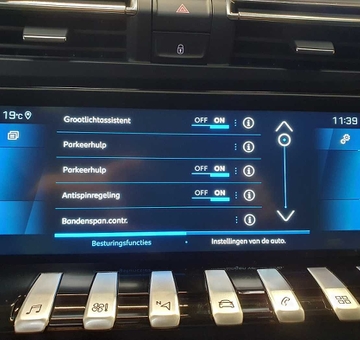 19°C
11:39
Grootlichtassistent OFF ON
Parkeerhulp
Parkeerhulp OFF ON
Antispinregeling OFF ON
Bandenspan.contr.
Besturingsfuncties Instellingen van de auto.
N